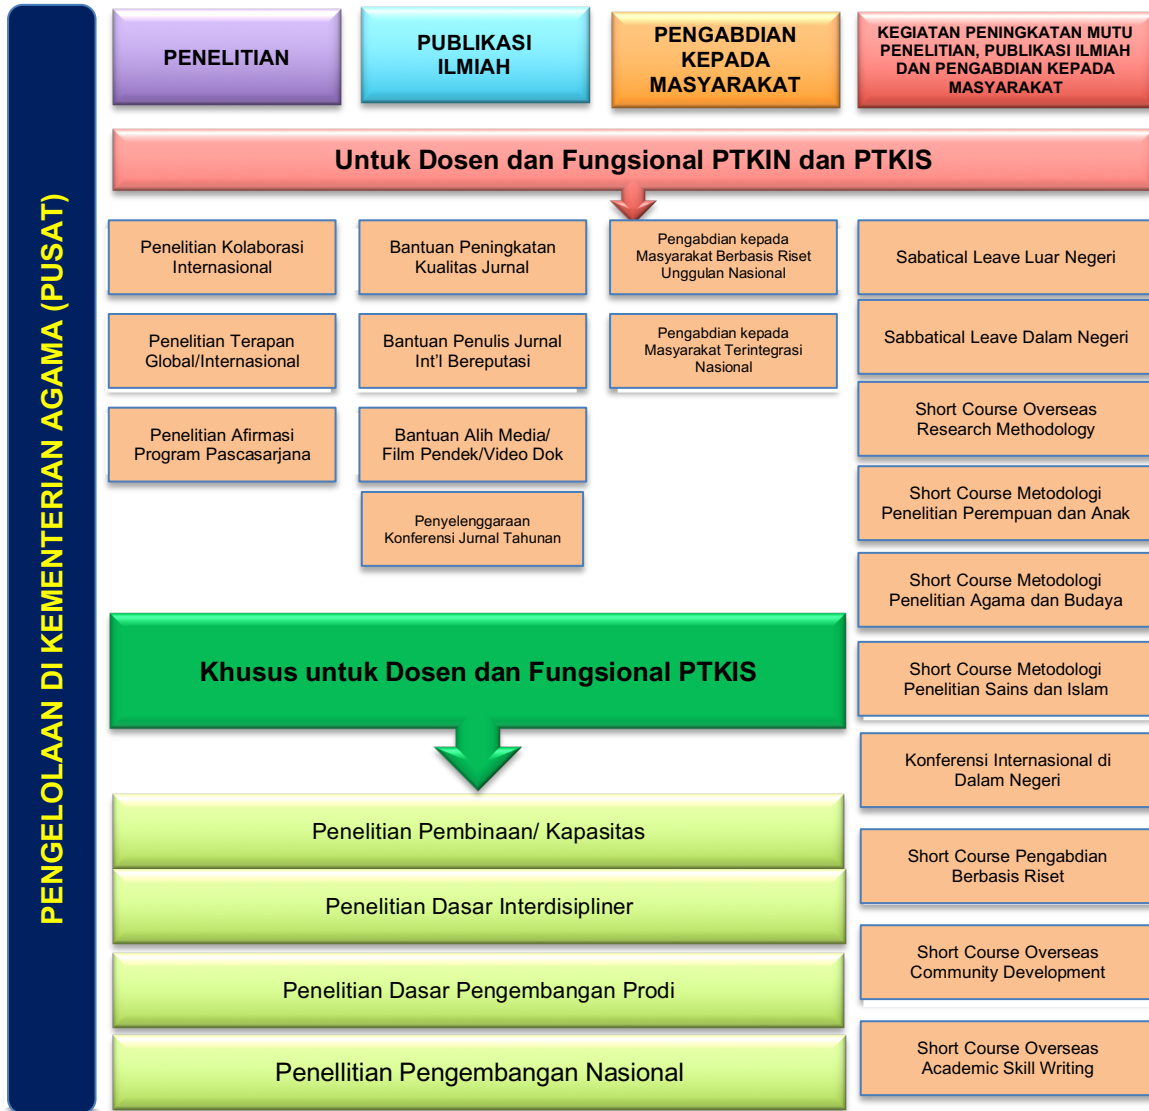 PENGELOLAAN DI KEMENTERIAN AGAMA (PUSAT)
PENELITIAN
PUBLIKASI
ILMIAH
PENGABDIAN
KEPADA
MASYARAKAT
KEGIATAN PENINGKATAN MUTU
PENELITIAN, PUBLIKASI ILMIAH
DAN PENGABDIAN KEPADA
MASYARAKAT
Untuk Dosen dan Fungsional PTKIN dan PTKIS
Penelitian Kolaborasi
Internasional
Penelitian Terapan
Global/Internasional
Penelitian Afirmasi
Program Pascasarjana
Bantuan Peningkatan
Kualitas Jurnal
Bantuan Penulis Jurnal
Int'l Bereputasi
Bantuan Alih Media/
Film Pendek/Video Dok
Penyelenggaraan
Konferensi Jurnal Tahunan
Pengabdian kepada
Masyarakat Berbasis Riset
Unggulan Nasional
Pengabdian kepada
Masyarakat Terintegrasi
Nasional
Sabatical Leave Luar Negeri
Sabbatical Leave Dalam Negeri
Short Course Overseas
Research Methodology
Short Course Metodologi
Penelitian Perempuan dan Anak
Short Course Metodologi
Penelitian Agama dan Budaya
Short Course Metodologi
Penelitian Sains dan Islam
Konferensi Internasional di
Dalam Negeri
Short Course Pengabdian
Berbasis Riset
Short Course Overseas
Community Development
Short Course Overseas
Academic Skill Writing
Khusus untuk Dosen dan Fungsional PTKIS
Penelitian Pembinaan/ Kapasitas
Penelitian Dasar Interdisipliner
Penelitian Dasar Pengembangan Prodi
Penellitian Pengembangan Nasional